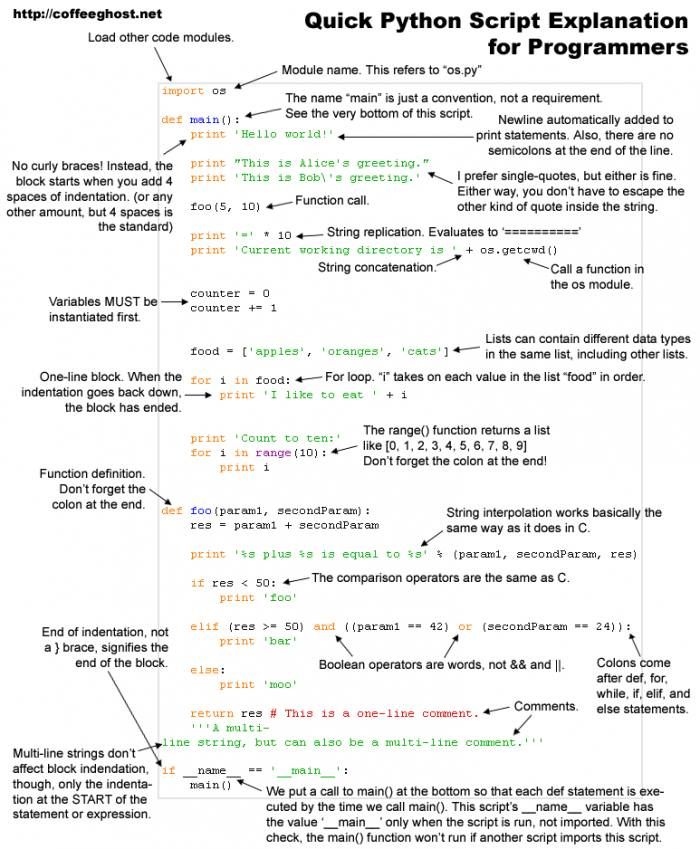 http://coffeeghost.net
Quick Python Script Explanation
for Programmers
Load other code modules.
Module name. This refers to “os.py”
import os
The name “main” is just a convention, not a requirement.
See the very bottom of this script.
def main():
print 'Hello world!'
Newline automatically added to
print statements. Also, there are no
semicolons at the end of the line.
No curly braces! Instead, the
block starts when you add 4
spaces of indentation. (or any
other amount, but 4 spaces is
the standard)
print "This is Alice's greeting."
print 'This is Bob\'s greeting.'
I prefer single-quotes, but either is fine.
Either way, you don’t have to escape the
other kind of quote inside the string.
foo(5, 10)
Function call.
print '=' * 10
String replication. Evaluates to ‘==========’
print 'Current working directory is ' + os.getcwd()
String concatenation.
Call a function in
the os module.
Variables MUST be
instantiated first.
counter = 0
counter += 1
food = ['apples', 'oranges', 'cats']
Lists can contain different data types
in the same list, including other lists.
One-line block. When the
indentation goes back down,
the block has ended.
for i in food:
For loop. “i” takes on each value in the list “food” in order.
print 'I like to eat ' + i
print 'Count to ten:'
for i in range(10):
print i
The range() function returns a list
like [0, 1, 2, 3, 4, 5, 6, 7, 8, 9]
Don’t forget the colon at the end!
Function definition.
Don’t forget the
colon at the end.
def foo(param1, secondParam):
res = param1 + secondParam
String interpolation works basically the
same way as it does in C.
print '%s plus %s is equal to %s' % (param1, secondParam, res)
if res < 50:
The comparison operators are the same as C.
print 'foo'
elif (res >= 50) and ((param1 == 42) or (secondParam == 24)):
print 'bar'
End of indentation, not
a } brace, signifies the
end of the block.
Boolean operators are words, not && and ||.
Colons come
after def, for,
while, if, elif, and
else statements.
else:
print 'moo'
return res # This is a one-line comment.
Comments.
'''A multi-
line string, but can also be a multi-line comment.'''
Multi-line strings don’t
affect block indendation,
though, only the indenta-
tion at the START of the
statement or expression.
if __name__ == '__main__':
main()
We put a call to main() at the bottom so that each def statement is exe-
cuted by the time we call main(). This script’s __name__ variable has
the value ‘__main__’ only when the script is run, not imported. With this
check, the main() function won’t run if another script imports this script.